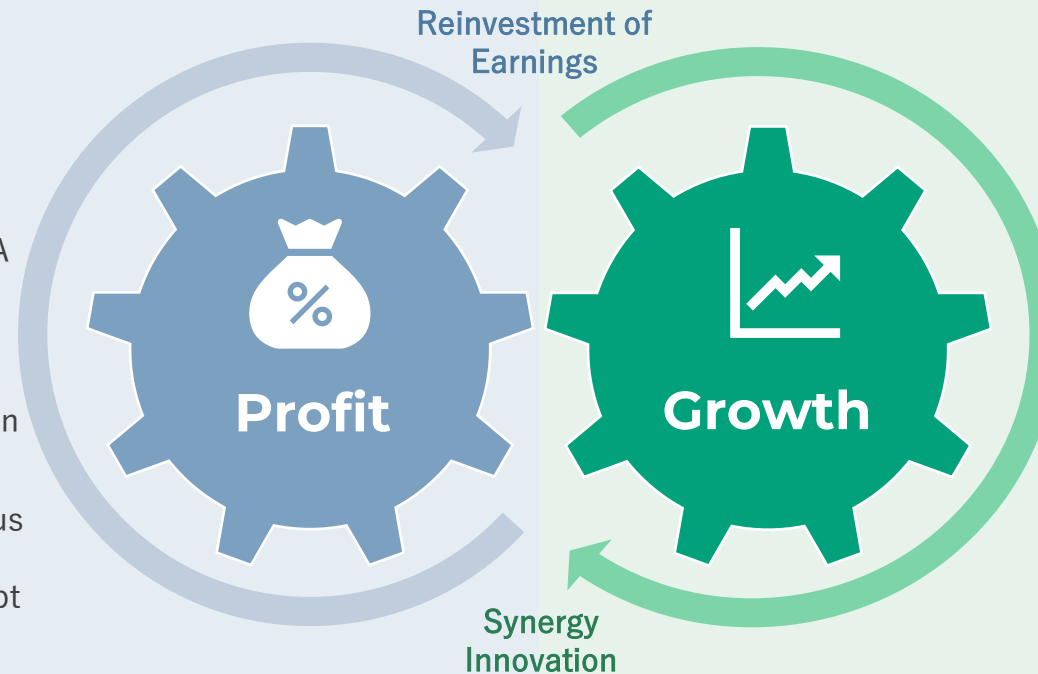 Reinvestment of
Earnings
%
Profit
Growth
Synergy
Innovation